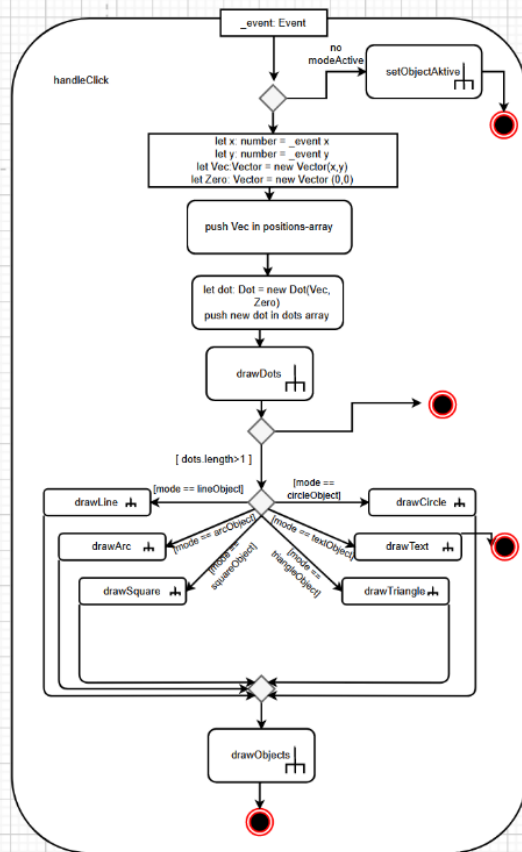 _event: Event
no
modeActive
setObjectAktive
handleClick
let x: number = _event x
let y: number = _event y
let Vec:Vector = new Vector(x,y)
let Zero: Vector = new Vector (0,0)
push Vec in positions-array
let dot: Dot = new Dot(Vec,
Zero)
push new dot in dots array
drawDots
[ dots.length>1 ]
[mode == lineObject]
[mode ==
circleObject]
drawLine
drawCircle
[mode == arcObject]
[mode == textObject]
drawArc
drawText
[mode ==
squareObject]
[mode ==
triangleObject]
drawSquare
drawTriangle
drawObjects